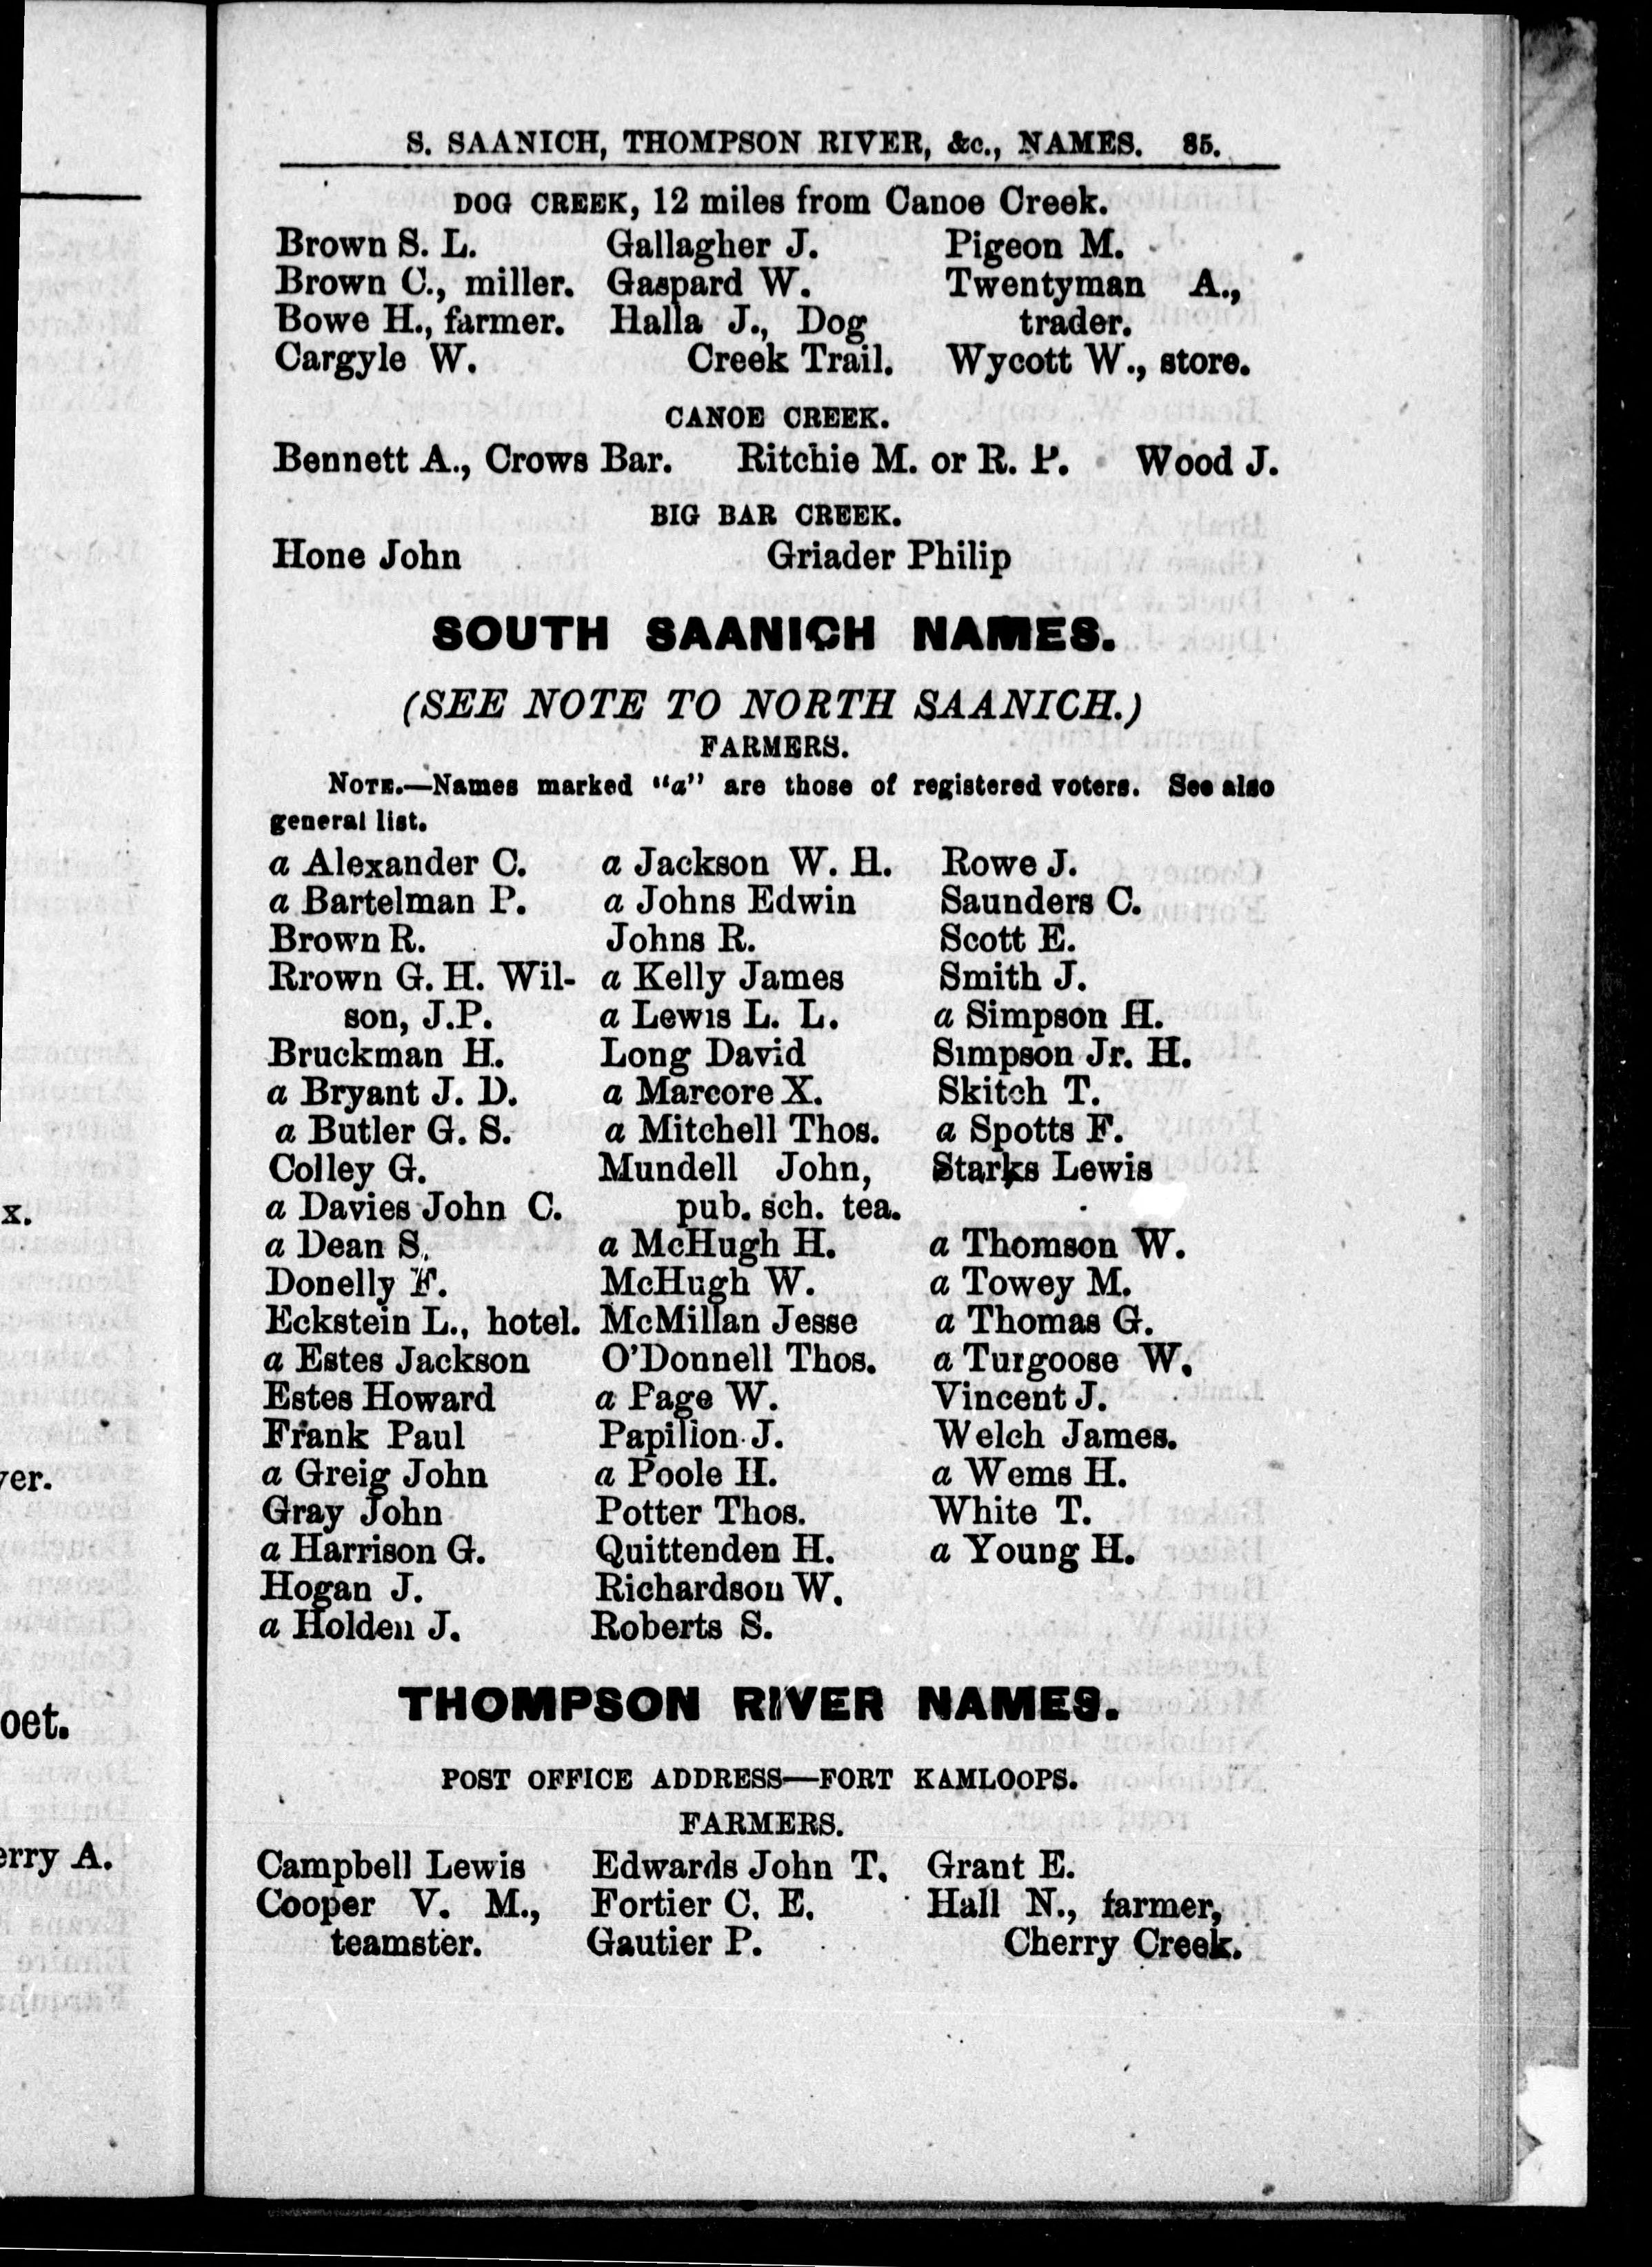 S. SAANICH, THOMPSON RIVER, &c., NAMES. 85.
DOG CREEK, 12 miles from Canoe Creek.
Brown S. L.
Brown C., miller.
Bowe H., farmer.
Cargyle W.
Gallagher J.
Gaspard W.
Halla J., Dog
Creek Trail.
Pigeon M.
Twentyman A.,
trader.
Wycott W., store.
CANOE CREEK.
Bennett A., Crows Bar. Ritchie M. or R. P. Wood J.
BIG BAR CREEK.
Hone John Griader Philip
SOUTH SAANICH NAMES.
(SEE NOTE TO NORTH SAANICH.)
FARMERS.
NOTE.—Names marked "a" are those of registered voters. See also
general list.
a Alexander C.
a Bartelman P.
Brown R.
Rrown G. H. Wil-
son, J.P.
Bruckman H.
a Bryant J. D.
a Butler G. S.
Colley G.
a Davies John C.
a Dean S.
Donelly F.
Eckstein L., hotel.
a Estes Jackson
Estes Howard
Frank Paul
a Greig John
Gray John
a Harrison G.
Hogan J.
a Holden J.
a Jackson W. H.
a Johns Edwin
Johns R.
a Kelly James
a Lewis L. L.
Long David
a Marcore X.
a Mitchell Thos.
Mundell John,
pub. sch. tea.
a McHugh H.
McHugh W.
McMillan Jesse
O'Donnell Thos.
a Page W.
Papilion J.
a Poole H.
Potter Thos.
Quittenden H.
Richardson W.
Roberts S.
Rowe J.
Saunders C.
Scott E.
Smith J.
a Simpson H.
Simpson Jr. H.
Skitch T.
a Spotts F.
Starks Lewis
a Thomson W.
a Towey M.
a Thomas G.
a Turgoose W.
Vincent J.
Welch James.
a Wems H.
White T.
a Young H.
THOMPSON RIVER NAMES.
POST OFFICE ADDRESS—FORT KAMLOOPS.
FARMERS.
Campbell Lewis
Cooper V. M.,
teamster.
Edwards John T.
Fortier C. E.
Gautier P.
Grant E.
Hall N., farmer,
Cherry Creek.